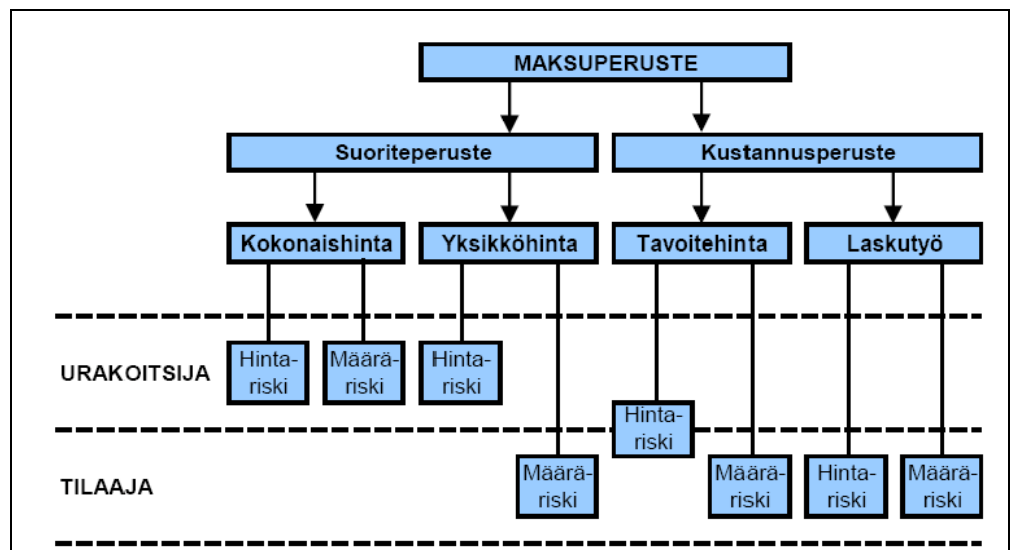 MAKSUPERUSTE
Suoriteperuste
Kustannusperuste
Kokonaishinta
Yksikköhinta
Tavoitehinta
Laskutyö
URAKOITSIJA
Hinta-
riski
Määrä-
riski
Hinta-
riski
Hinta-
riski
TILAAJA
Määrä-
riski
Määrä-
riski
Hinta-
riski
Määrä-
riski